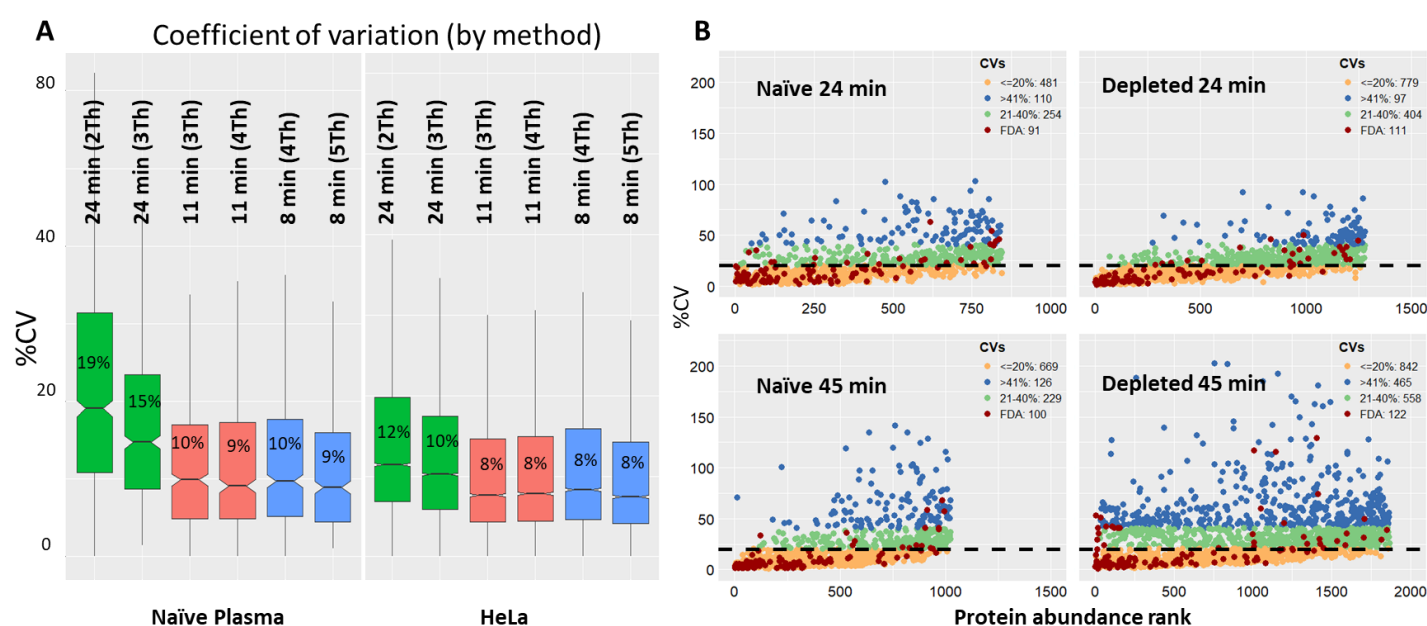 A
Coefficient of variation (by method)
80
40
20
0
%CV
24 min (2Th)
24 min (3Th)
11 min (3Th)
11 min (4Th)
8 min (4Th)
8 min (5Th)
24 min (2Th)
24 min (3Th)
11 min (3Th)
11 min (4Th)
8 min (4Th)
8 min (5Th)
19%
15%
10%
9%
10%
9%
12%
10%
8%
8%
8%
8%
Naïve Plasma
HeLa
B
%CV
Naïve 24 min
CVs
<=20%: 481
>41%: 110
21-40%: 254
FDA: 91
200
150
100
50
0
0
250
500
750
1000
Depleted 24 min
CVs
<=20%: 779
>41%: 97
21-40%: 404
FDA: 111
0
500
1000
1500
Naïve 45 min
CVs
<=20%: 669
>41%: 126
21-40%: 229
FDA: 100
200
150
100
50
0
0
500
1000
1500
Depleted 45 min
CVs
<=20%: 842
>41%: 465
21-40%: 558
FDA: 122
0
500
1000
1500
2000
Protein abundance rank